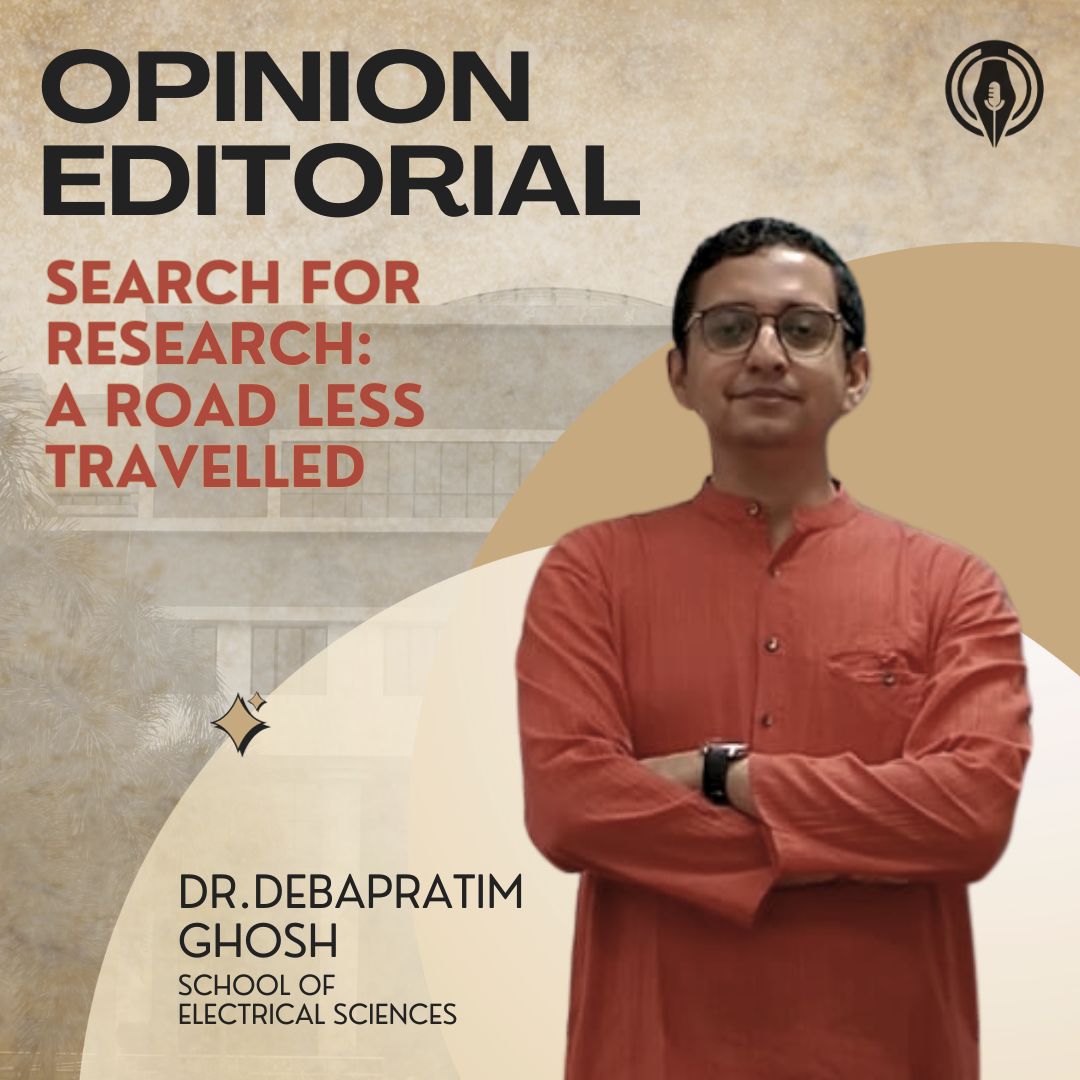 OPINION
EDITORIAL
SEARCH FOR
RESEARCH:
A ROAD LESS
TRAVELLED
DR.DEBAPRATIM
GHOSH
SCHOOL OF
ELECTRICAL SCIENCES